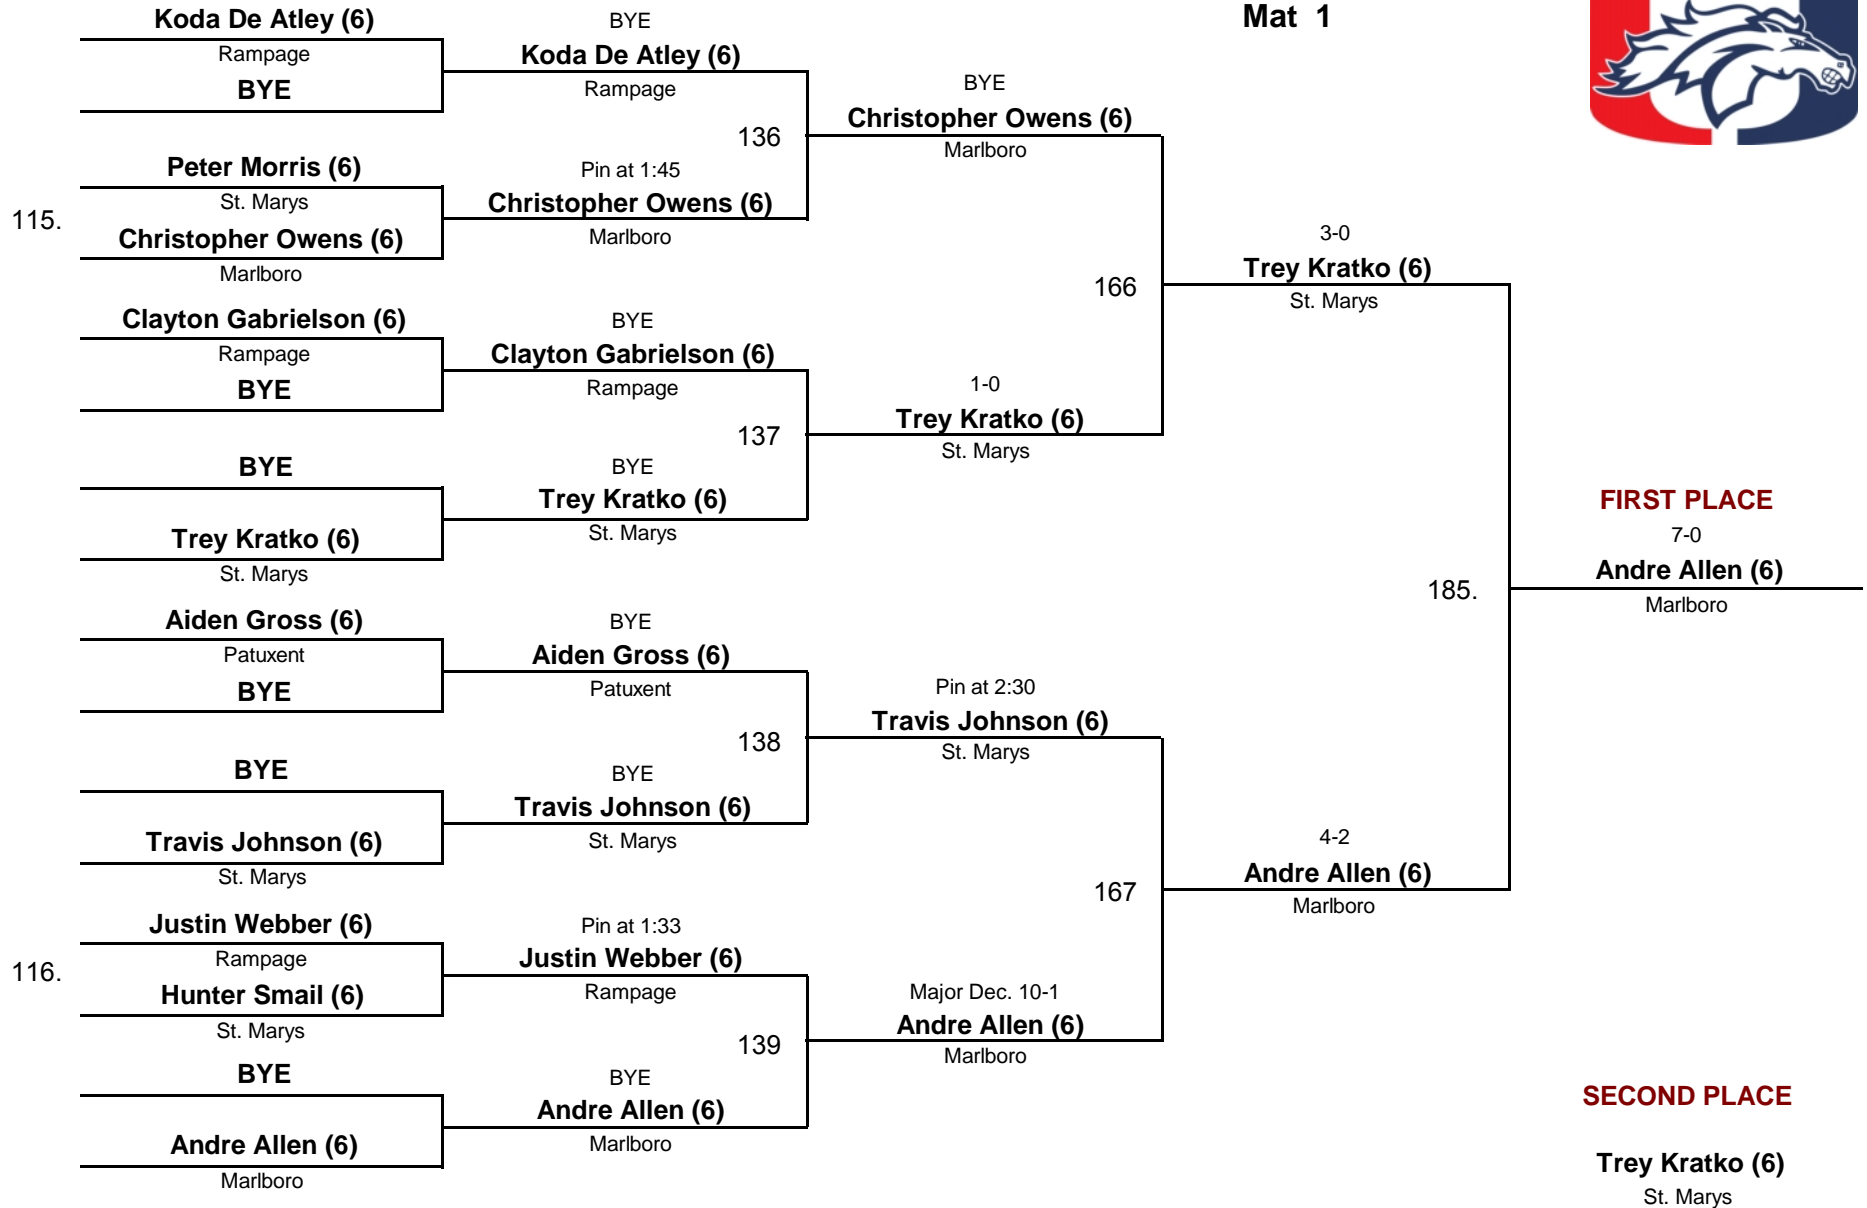 Mat 1
Koda De Atley (6)
Rampage
BYE
115.
Peter Morris (6)
St. Marys
Christopher Owens (6)
Marlboro
Clayton Gabrielson (6)
Rampage
BYE
BYE
Trey Kratko (6)
St. Marys
Aiden Gross (6)
Patuxent
BYE
BYE
Travis Johnson (6)
St. Marys
116.
Justin Webber (6)
Rampage
Hunter Smail (6)
St. Marys
BYE
Andre Allen (6)
Marlboro
BYE
Koda De Atley (6)
Rampage
136
Pin at 1:45
Christopher Owens (6)
Marlboro
BYE
Clayton Gabrielson (6)
Rampage
137
BYE
Trey Kratko (6)
St. Marys
BYE
Aiden Gross (6)
Patuxent
138
BYE
Travis Johnson (6)
St. Marys
Pin at 1:33
Justin Webber (6)
Rampage
139
BYE
Andre Allen (6)
Marlboro
BYE
Christopher Owens (6)
Marlboro
166
1-0
Trey Kratko (6)
St. Marys
Pin at 2:30
Travis Johnson (6)
St. Marys
167
Major Dec. 10-1
Andre Allen (6)
Marlboro
3-0
Trey Kratko (6)
St. Marys
185.
4-2
Andre Allen (6)
Marlboro
FIRST PLACE
7-0
Andre Allen (6)
Marlboro
SECOND PLACE
Trey Kratko (6)
St. Marys